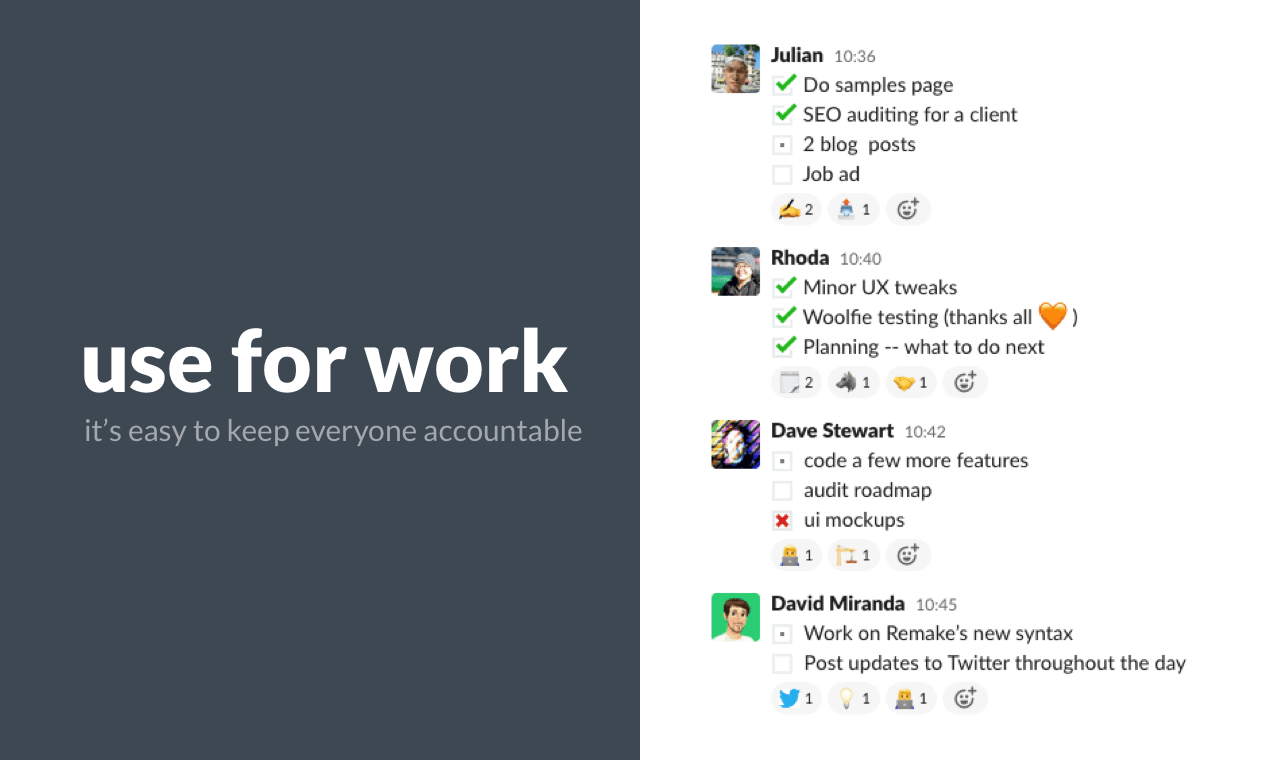 use for work
it's easy to keep everyone accountable
Julian 10:36
Do samples page
SEO auditing for a client
2 blog  posts
Job ad
2 1
Rhoda 10:40
Minor UX tweaks
Woolfie testing (thanks all 🧡 )
Planning -- what to do next
2 1 1
Dave Stewart 10:42
code a few more features
audit roadmap
ui mockups
1 1
David Miranda 10:45
Work on Remake’s new syntax
Post updates to Twitter throughout the day
1 1 1